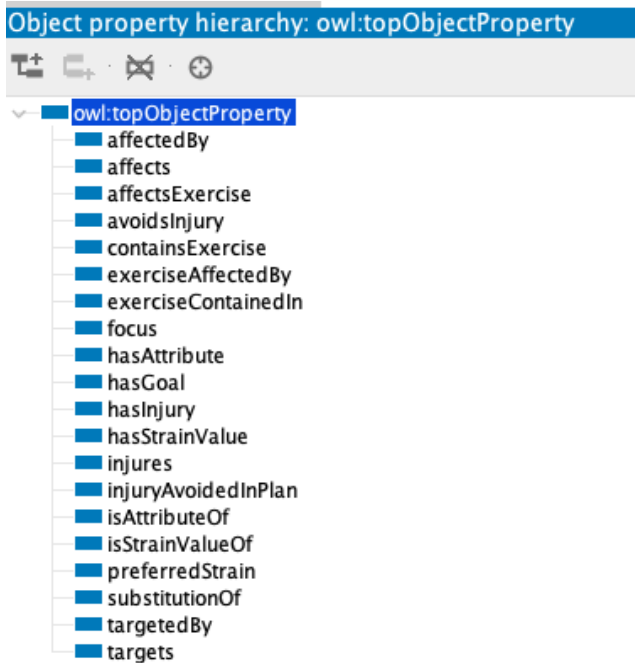 Object property hierarchy: owl:topObjectProperty
owl:topObjectProperty
affectedBy
affects
affectsExercise
avoidsInjury
containsExercise
exerciseAffectedBy
exerciseContainedIn
focus
hasAttribute
hasGoal
hasInjury
hasStrainValue
injures
injuryAvoidedInPlan
isAttributeOf
isStrainValueOf
preferredStrain
substitutionOf
targetedBy
targets